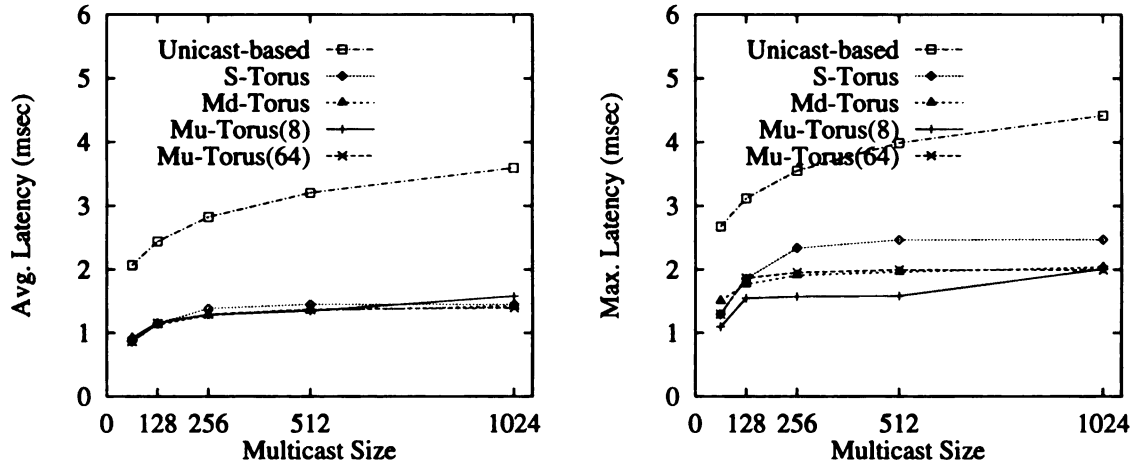 6
5
4
3
2
1
0
Avg. Latency (msec)
Unicast-based
S-Torus
Md-Torus
Mu-Torus(8)
Mu-Torus(64)
0 128 256 512 1024
Multicast Size
6
5
4
3
2
1
0
Max. Latency (msec)
Unicast-based
S-Torus
Md-Torus
Mu-Torus(8)
Mu-Torus(64)
0 128 256 512 1024
Multicast Size